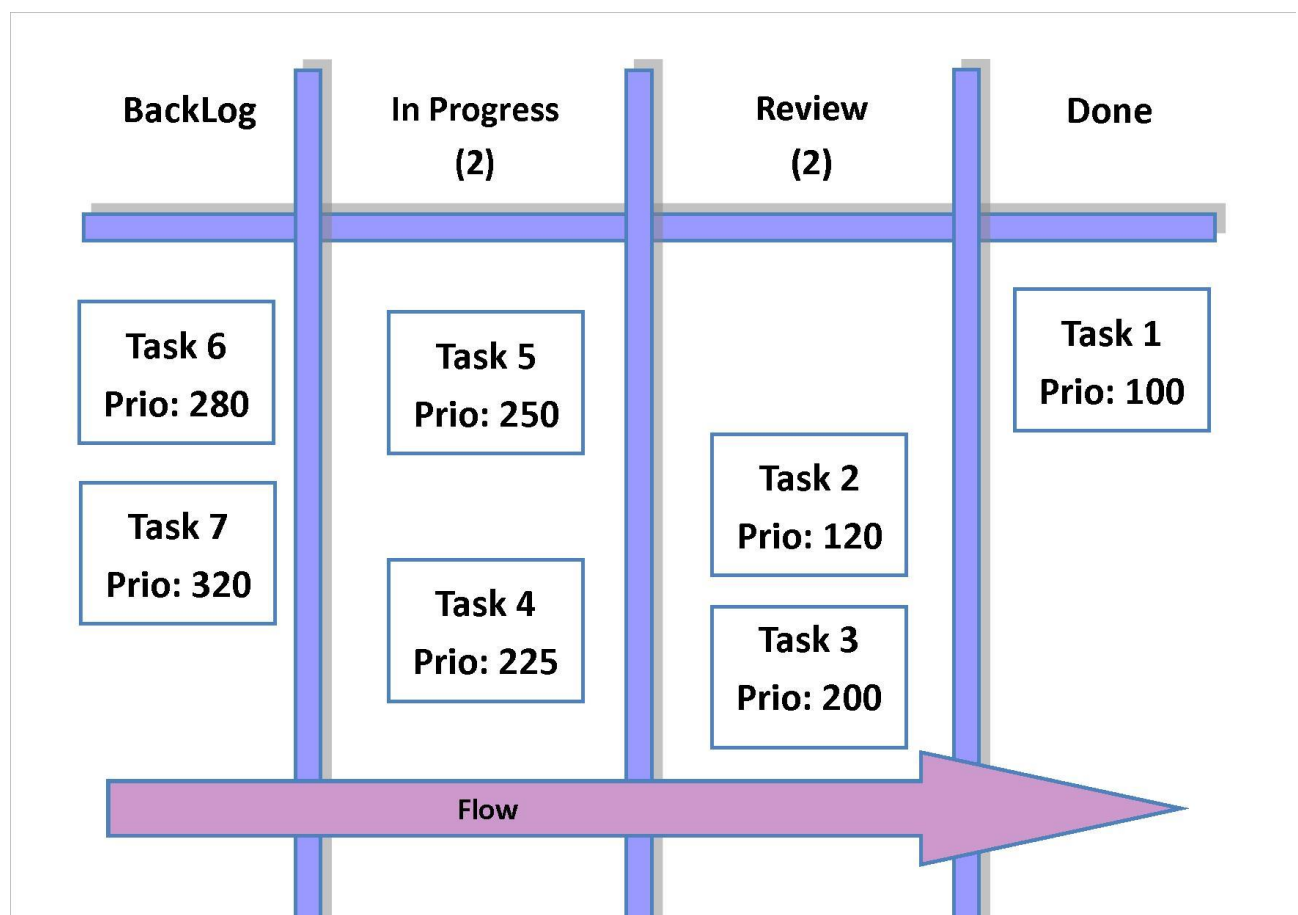 BackLog
In Progress
(2)
Review
(2)
Done
Task 6
Prio: 280
Task 7
Prio: 320
Task 5
Prio: 250
Task 4
Prio: 225
Task 2
Prio: 120
Task 3
Prio: 200
Task 1
Prio: 100
Flow